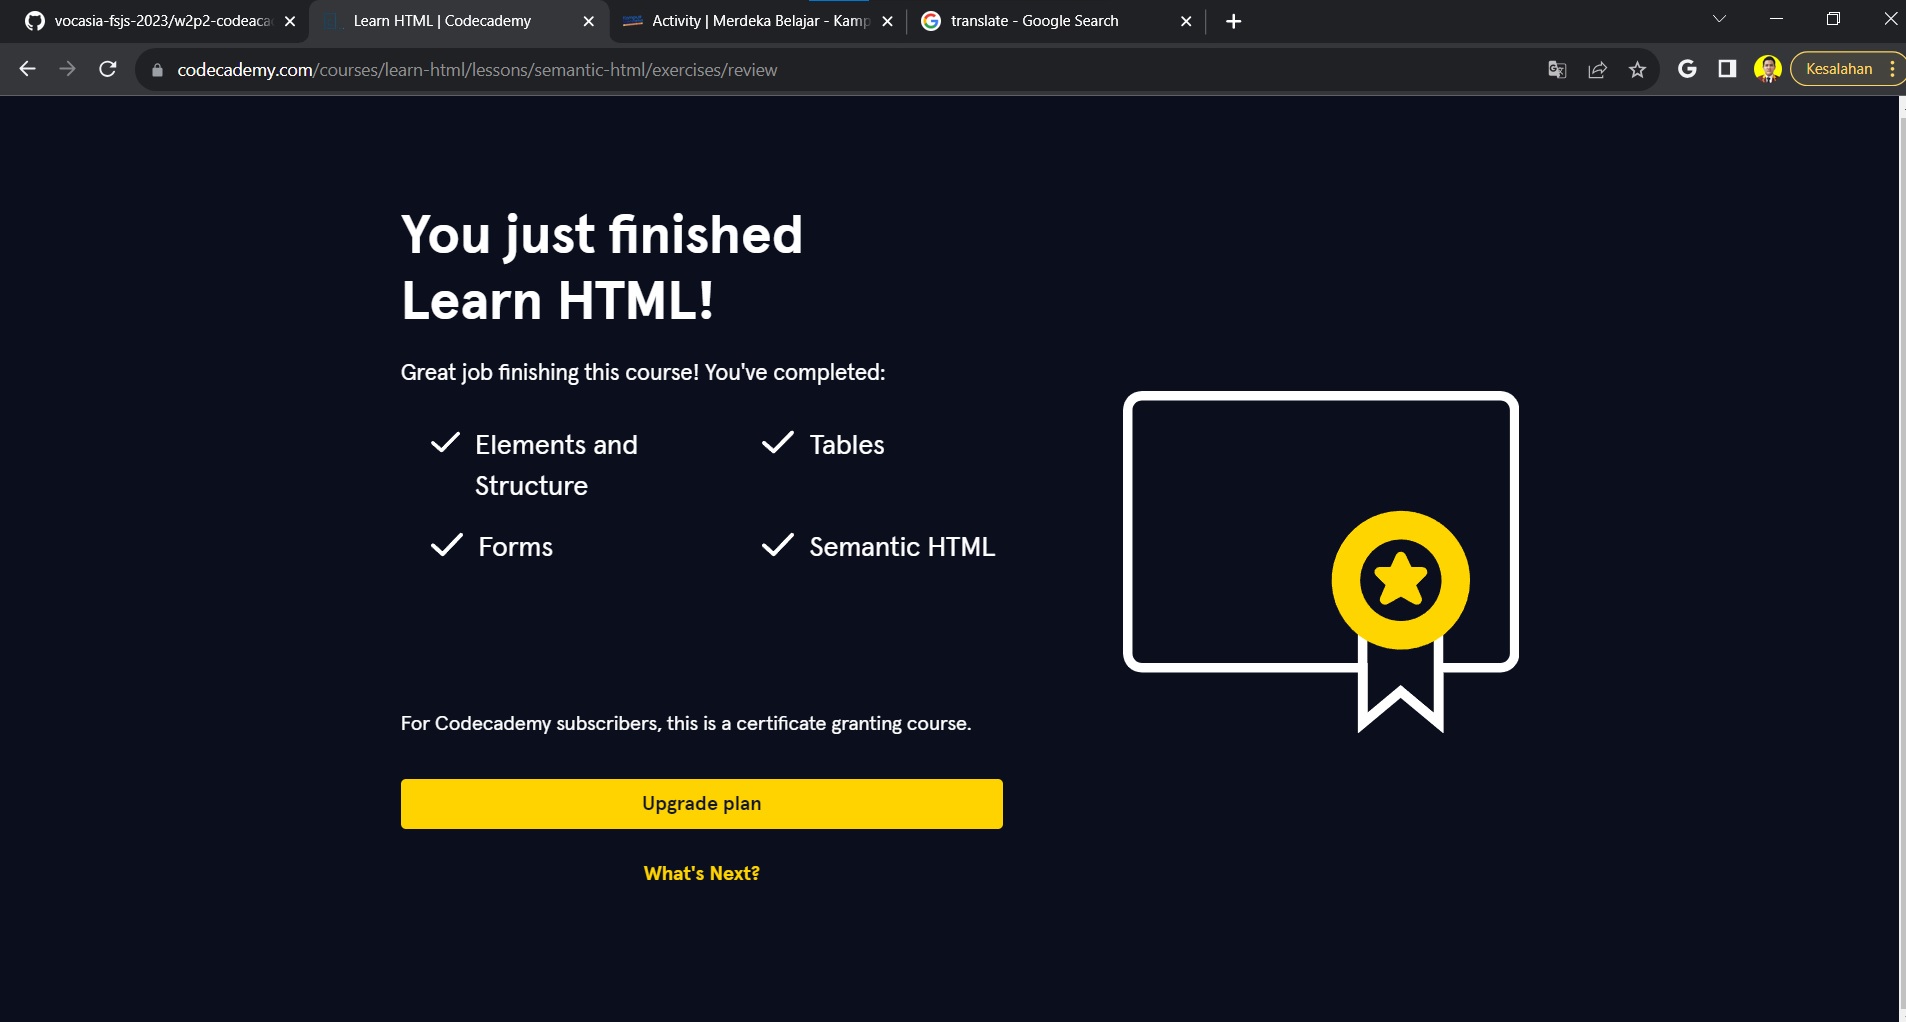 vocasia-fsjs-2023/w2p2-codeaca
Learn HTML | Codecademy
Activity | Merdeka Belajar - Kamp
translate - Google Search
codecademy.com/courses/learn-html/lessons/semantic-html/exercises/review
Kesalahan
You just finished
Learn HTML!
Great job finishing this course! You've completed:
Elements and
Structure
Tables
Forms
Semantic HTML
For Codecademy subscribers, this is a certificate granting course.
Upgrade plan
What's Next?